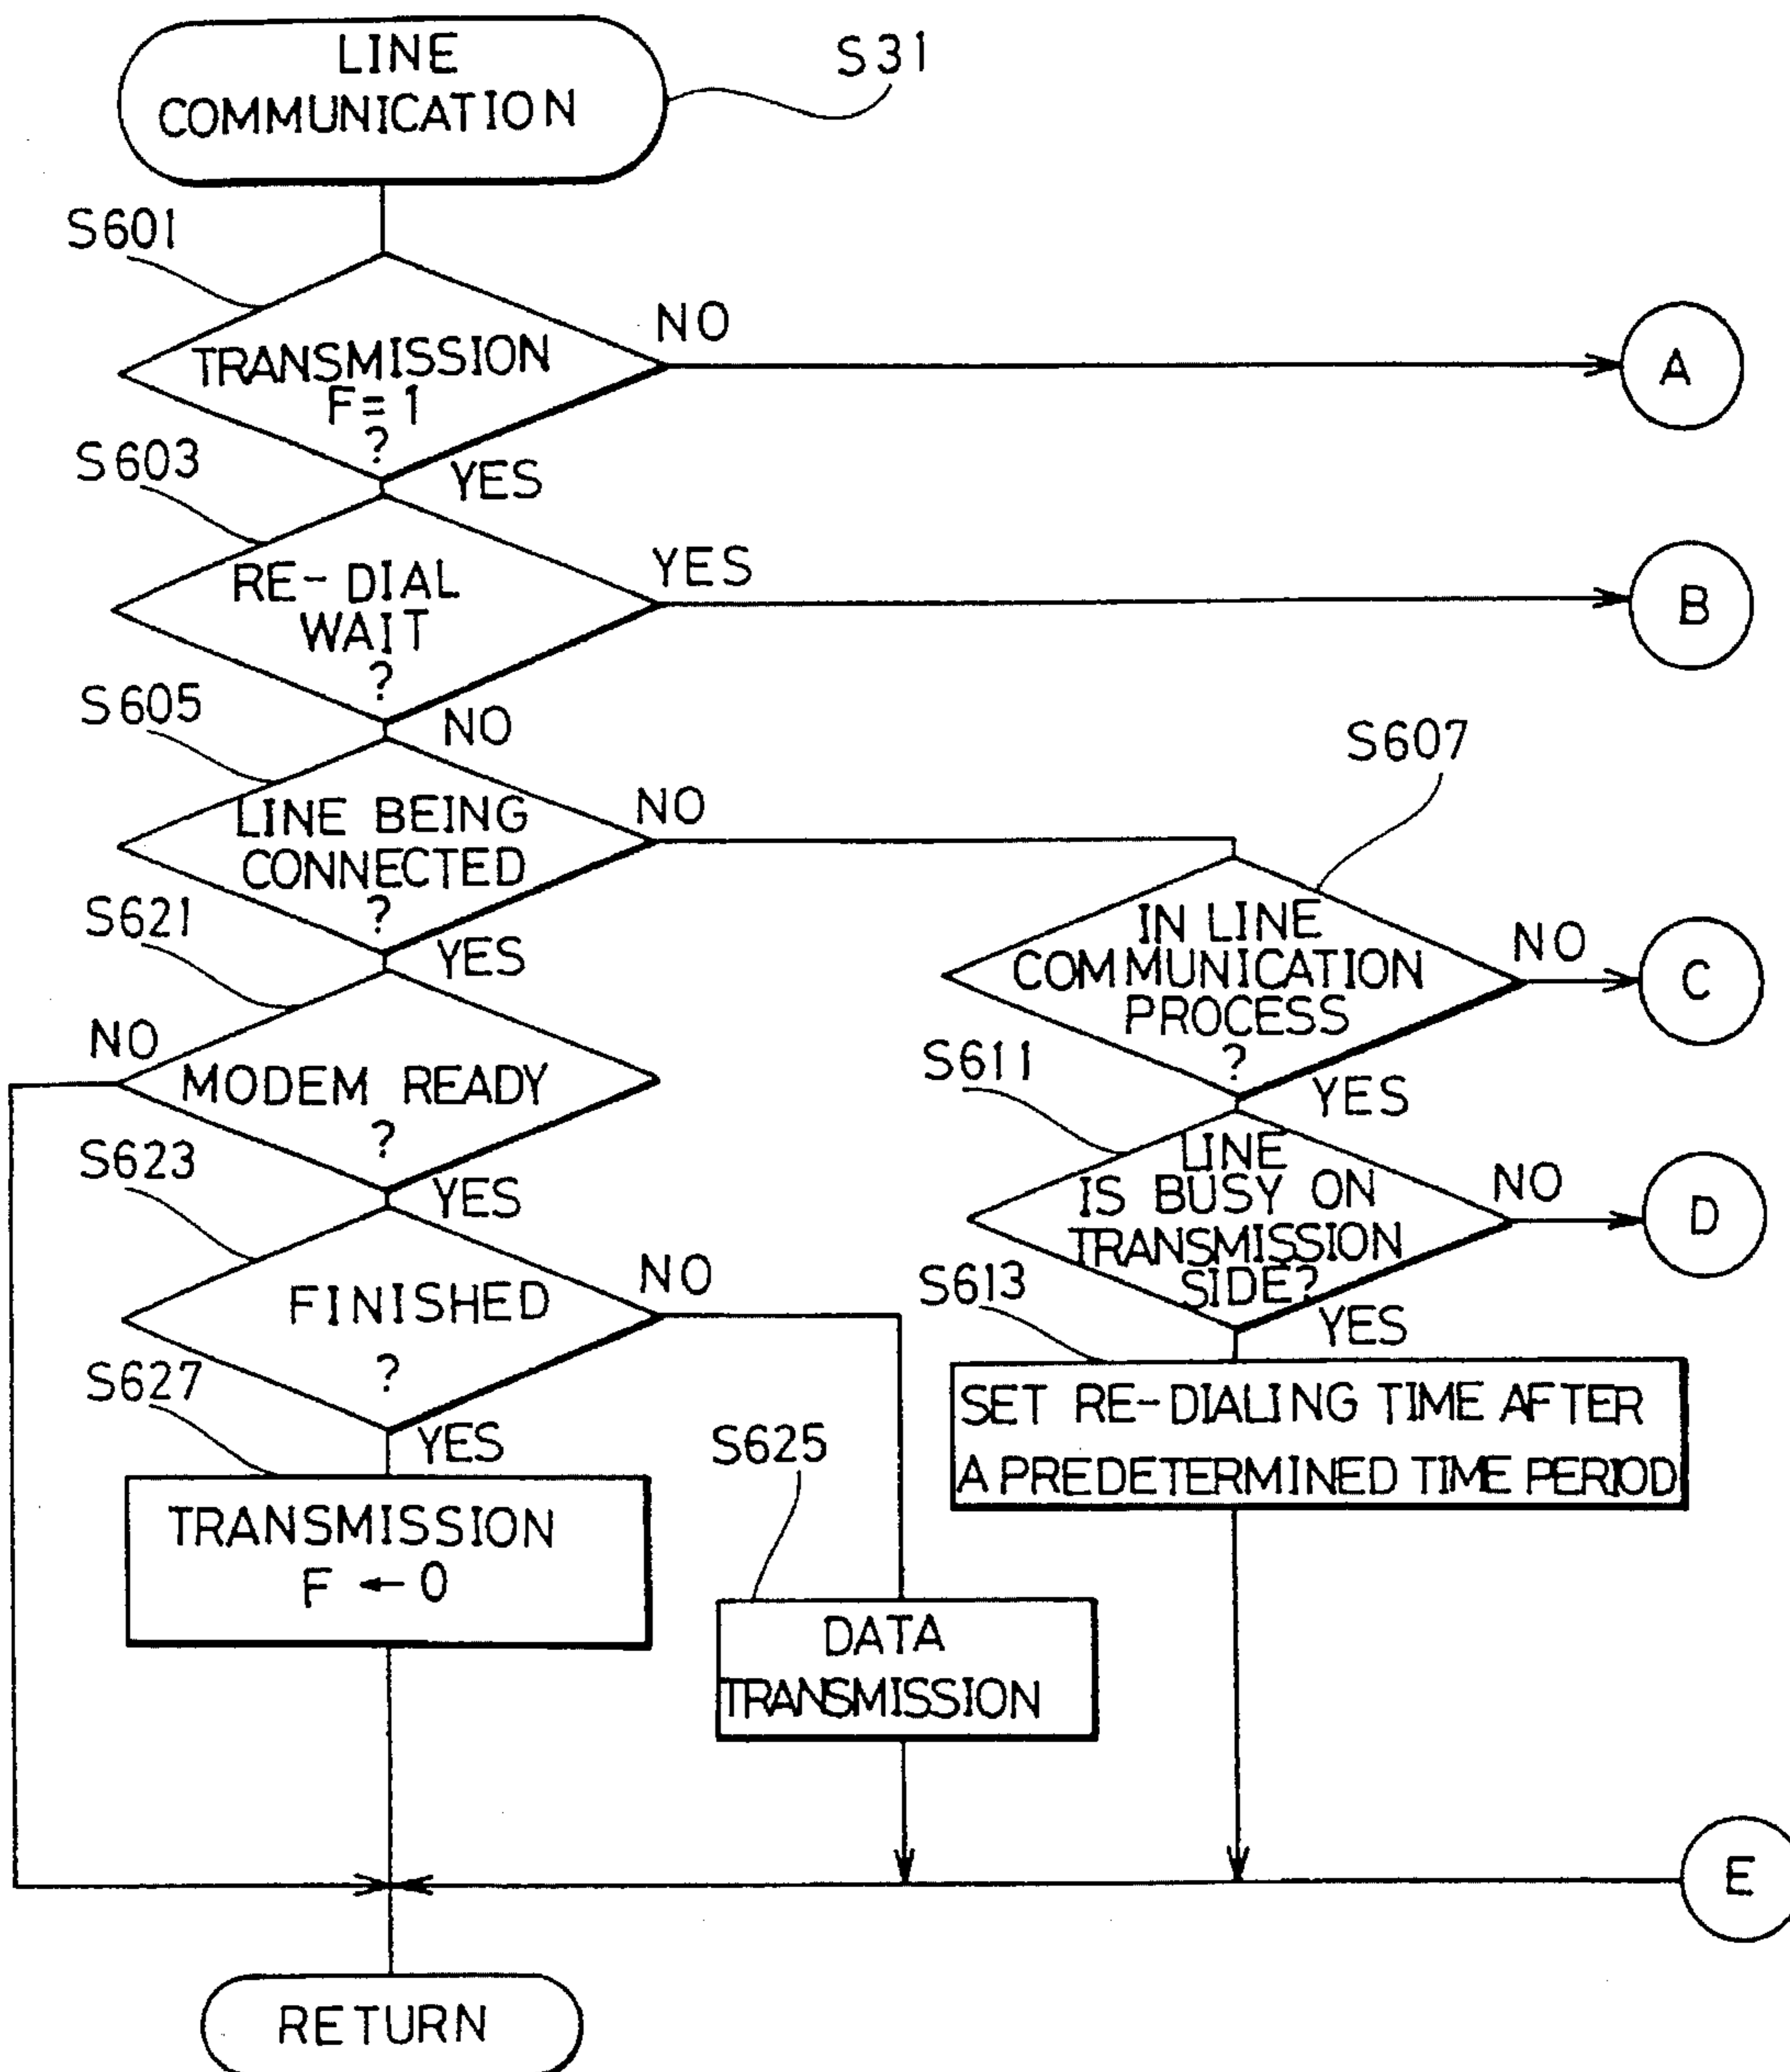 LINE
COMMUNICATION
S31
S601
TRANSMISSION
F=1
?
NO
A
YES
S603
RE-DIAL
WAIT
?
YES
B
NO
S605
LINE BEING
CONNECTED
?
NO
YES
S607
IN LINE
COMMUNICATION
PROCESS
?
NO
C
YES
S621
MODEM READY
?
NO
YES
S611
LINE
IS BUSY ON
TRANSMISSION
SIDE?
NO
D
YES
S623
FINISHED
?
NO
YES
S613
SET RE-DIALING TIME AFTER
A PREDETERMINED TIME PERIOD
S627
TRANSMISSION
F ← 0
S625
DATA
TRANSMISSION
E
RETURN